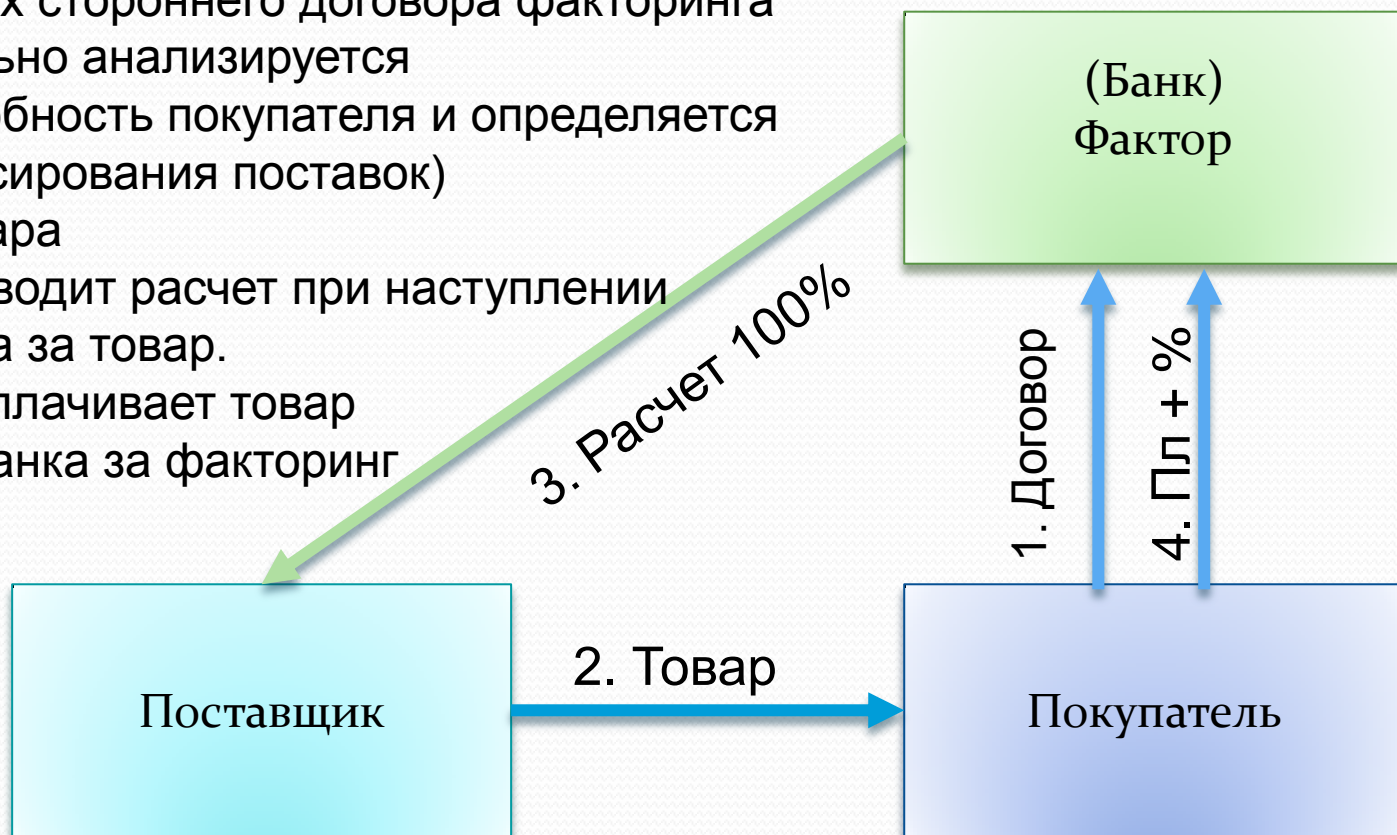 х стороннего договора факторинга
ьно анализируется
обность покупателя и определяется
сирования поставок)
ара
водит расчет при наступлении
а за товар.
плачивает товар
анка за факторинг
(Банк)
Фактор
3. Расчет 100%
1. Договор
4. Пл + %
2. Товар
Поставщик
Покупатель